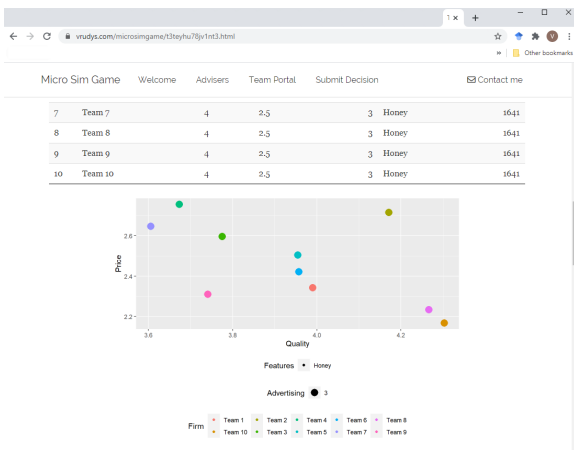 1 × +
vrudys.com/microsimgame/t3teyhu78jv1nt3.html
V
» Other bookmarks
Micro Sim Game Welcome Advisers Team Portal Submit Decision Contact me
7 Team 7 4 2.5 3 Honey 1641
8 Team 8 4 2.5 3 Honey 1641
9 Team 9 4 2.5 3 Honey 1641
10 Team 10 4 2.5 3 Honey 1641
2.6
2.4
2.2
Price
3.6 3.8 4.0 4.2
Quality
Features Honey
Advertising 3
Firm Team 1 Team 2 Team 4 Team 6 Team 8
Team 10 Team 3 Team 5 Team 7 Team 9